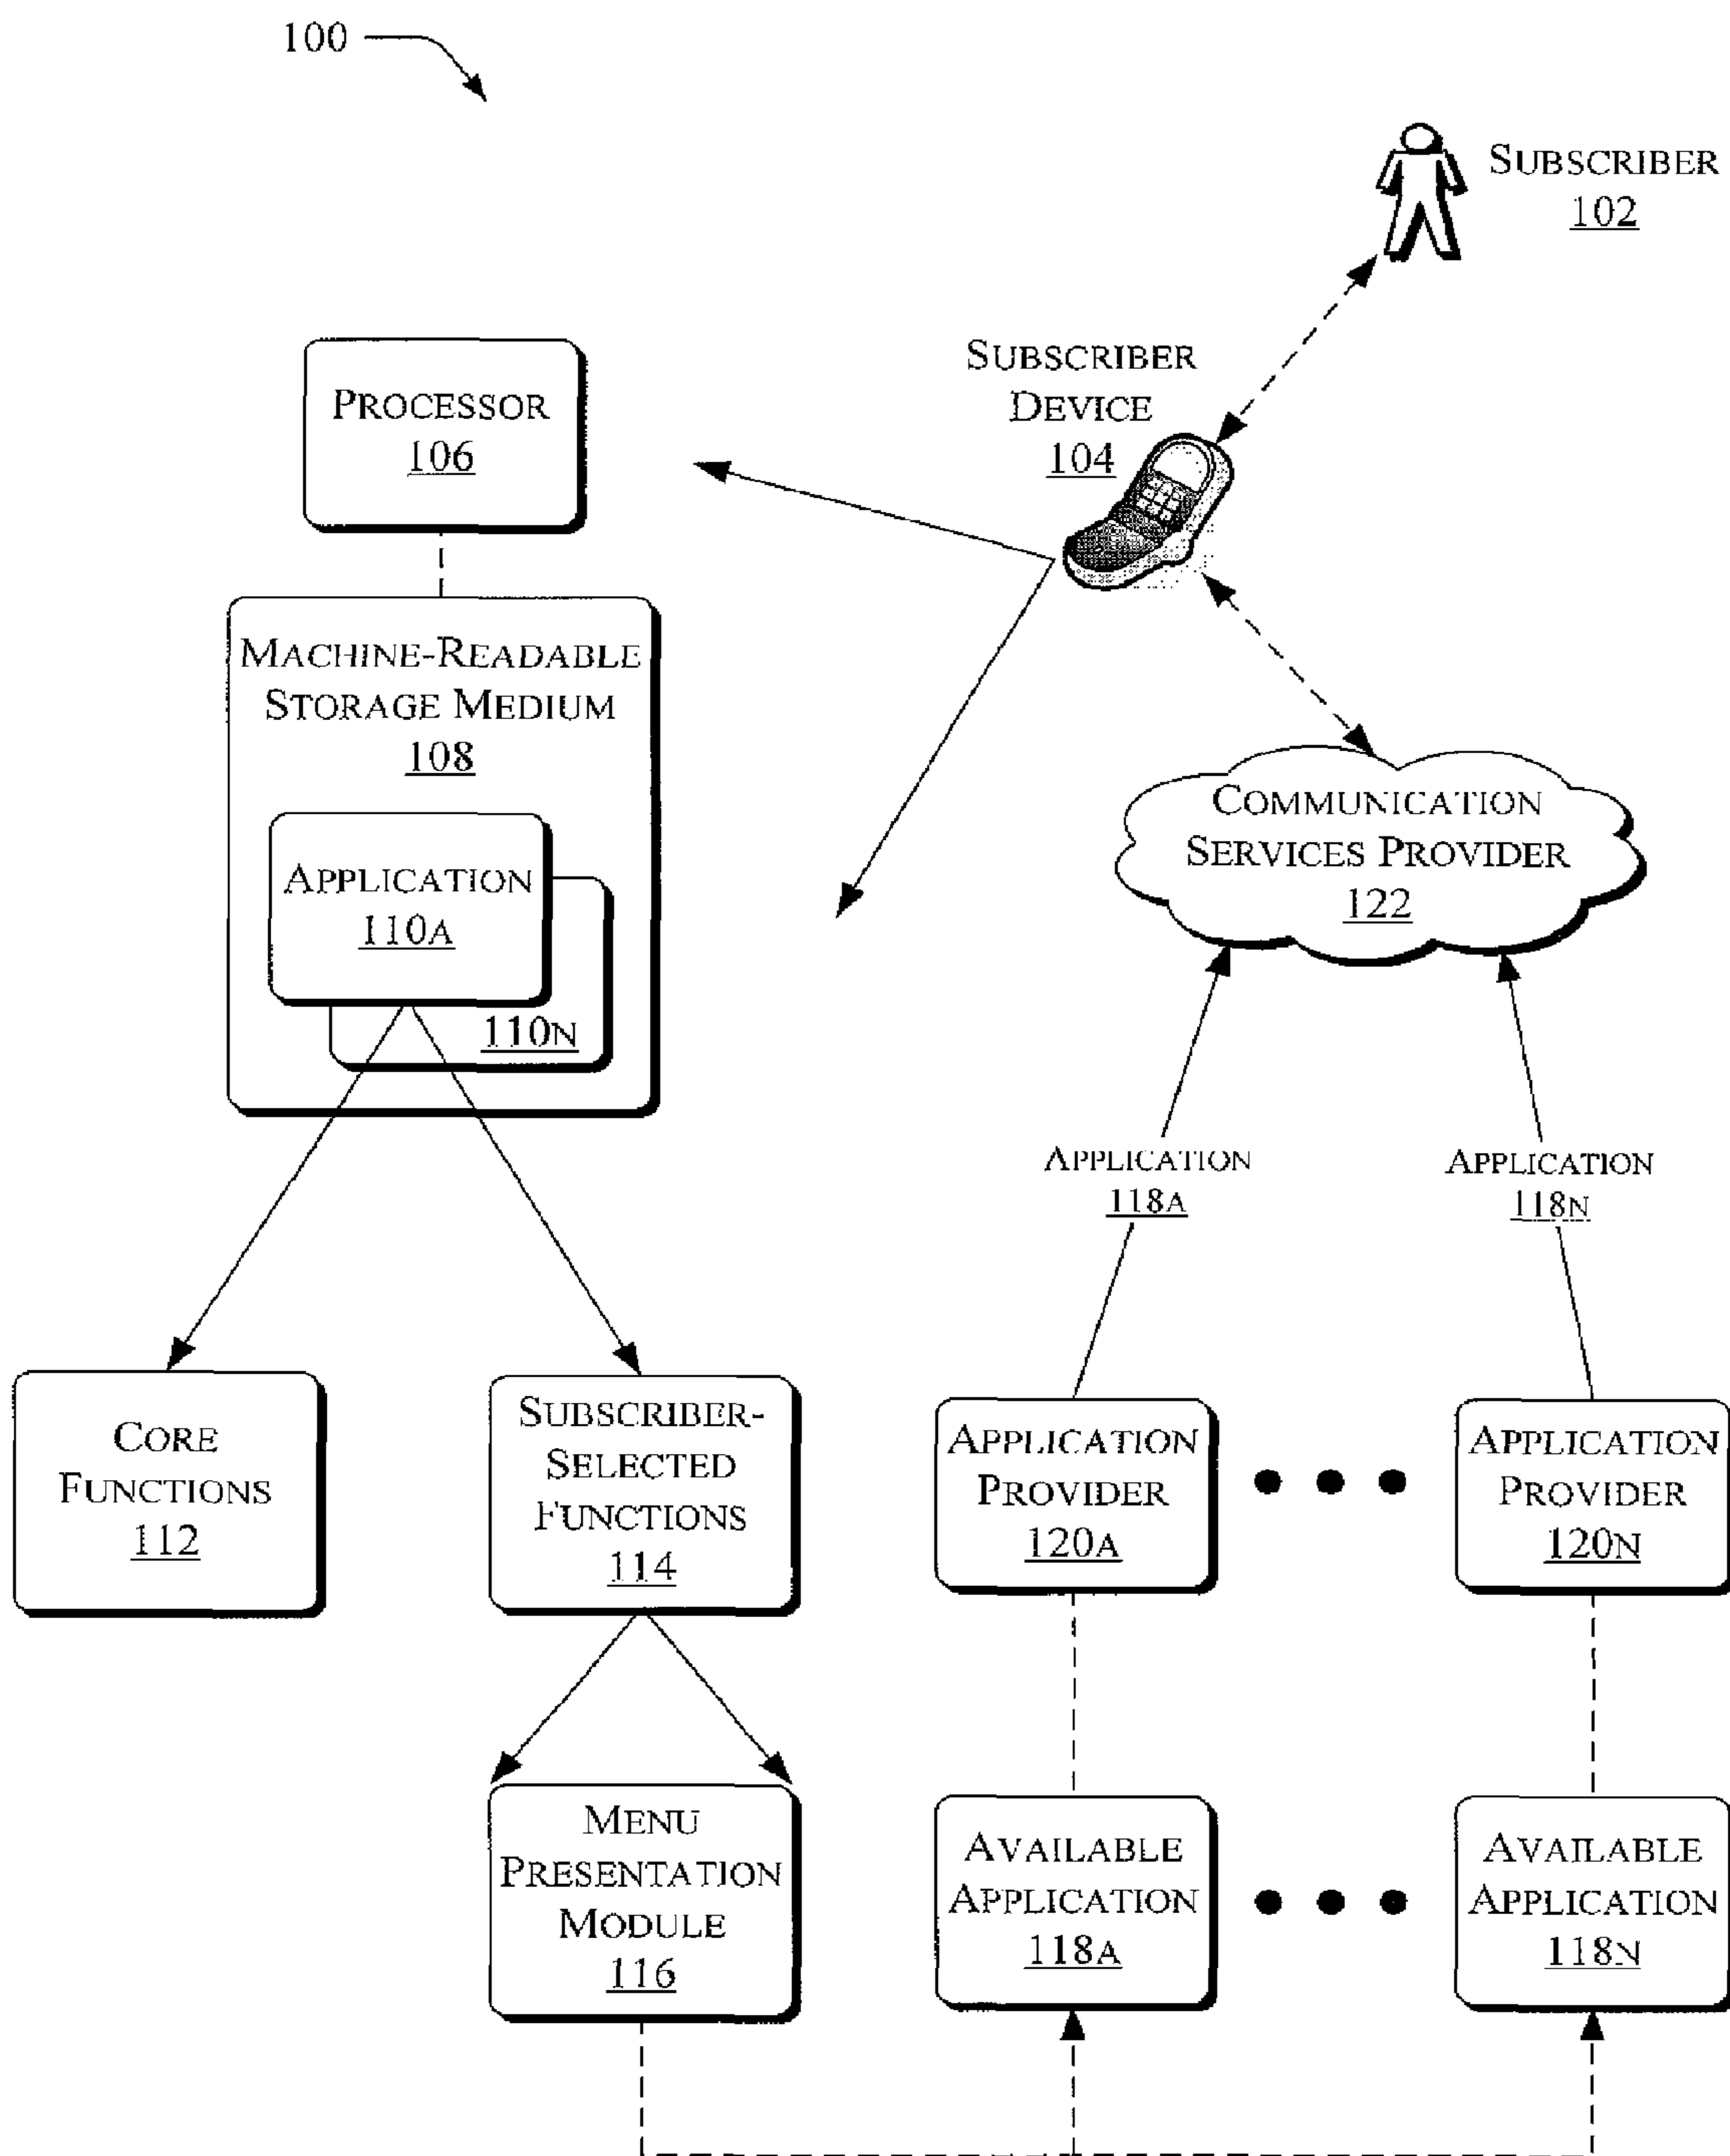 100
SUBSCRIBER
102
SUBSCRIBER
DEVICE
104
PROCESSOR
106
MACHINE-READABLE
STORAGE MEDIUM
108
APPLICATION
110A
110N
COMMUNICATION
SERVICES PROVIDER
122
APPLICATION
118A
APPLICATION
118N
CORE
FUNCTIONS
112
SUBSCRIBER-
SELECTED
FUNCTIONS
114
APPLICATION
PROVIDER
120A
APPLICATION
PROVIDER
120N
MENU
PRESENTATION
MODULE
116
AVAILABLE
APPLICATION
118A
AVAILABLE
APPLICATION
118N